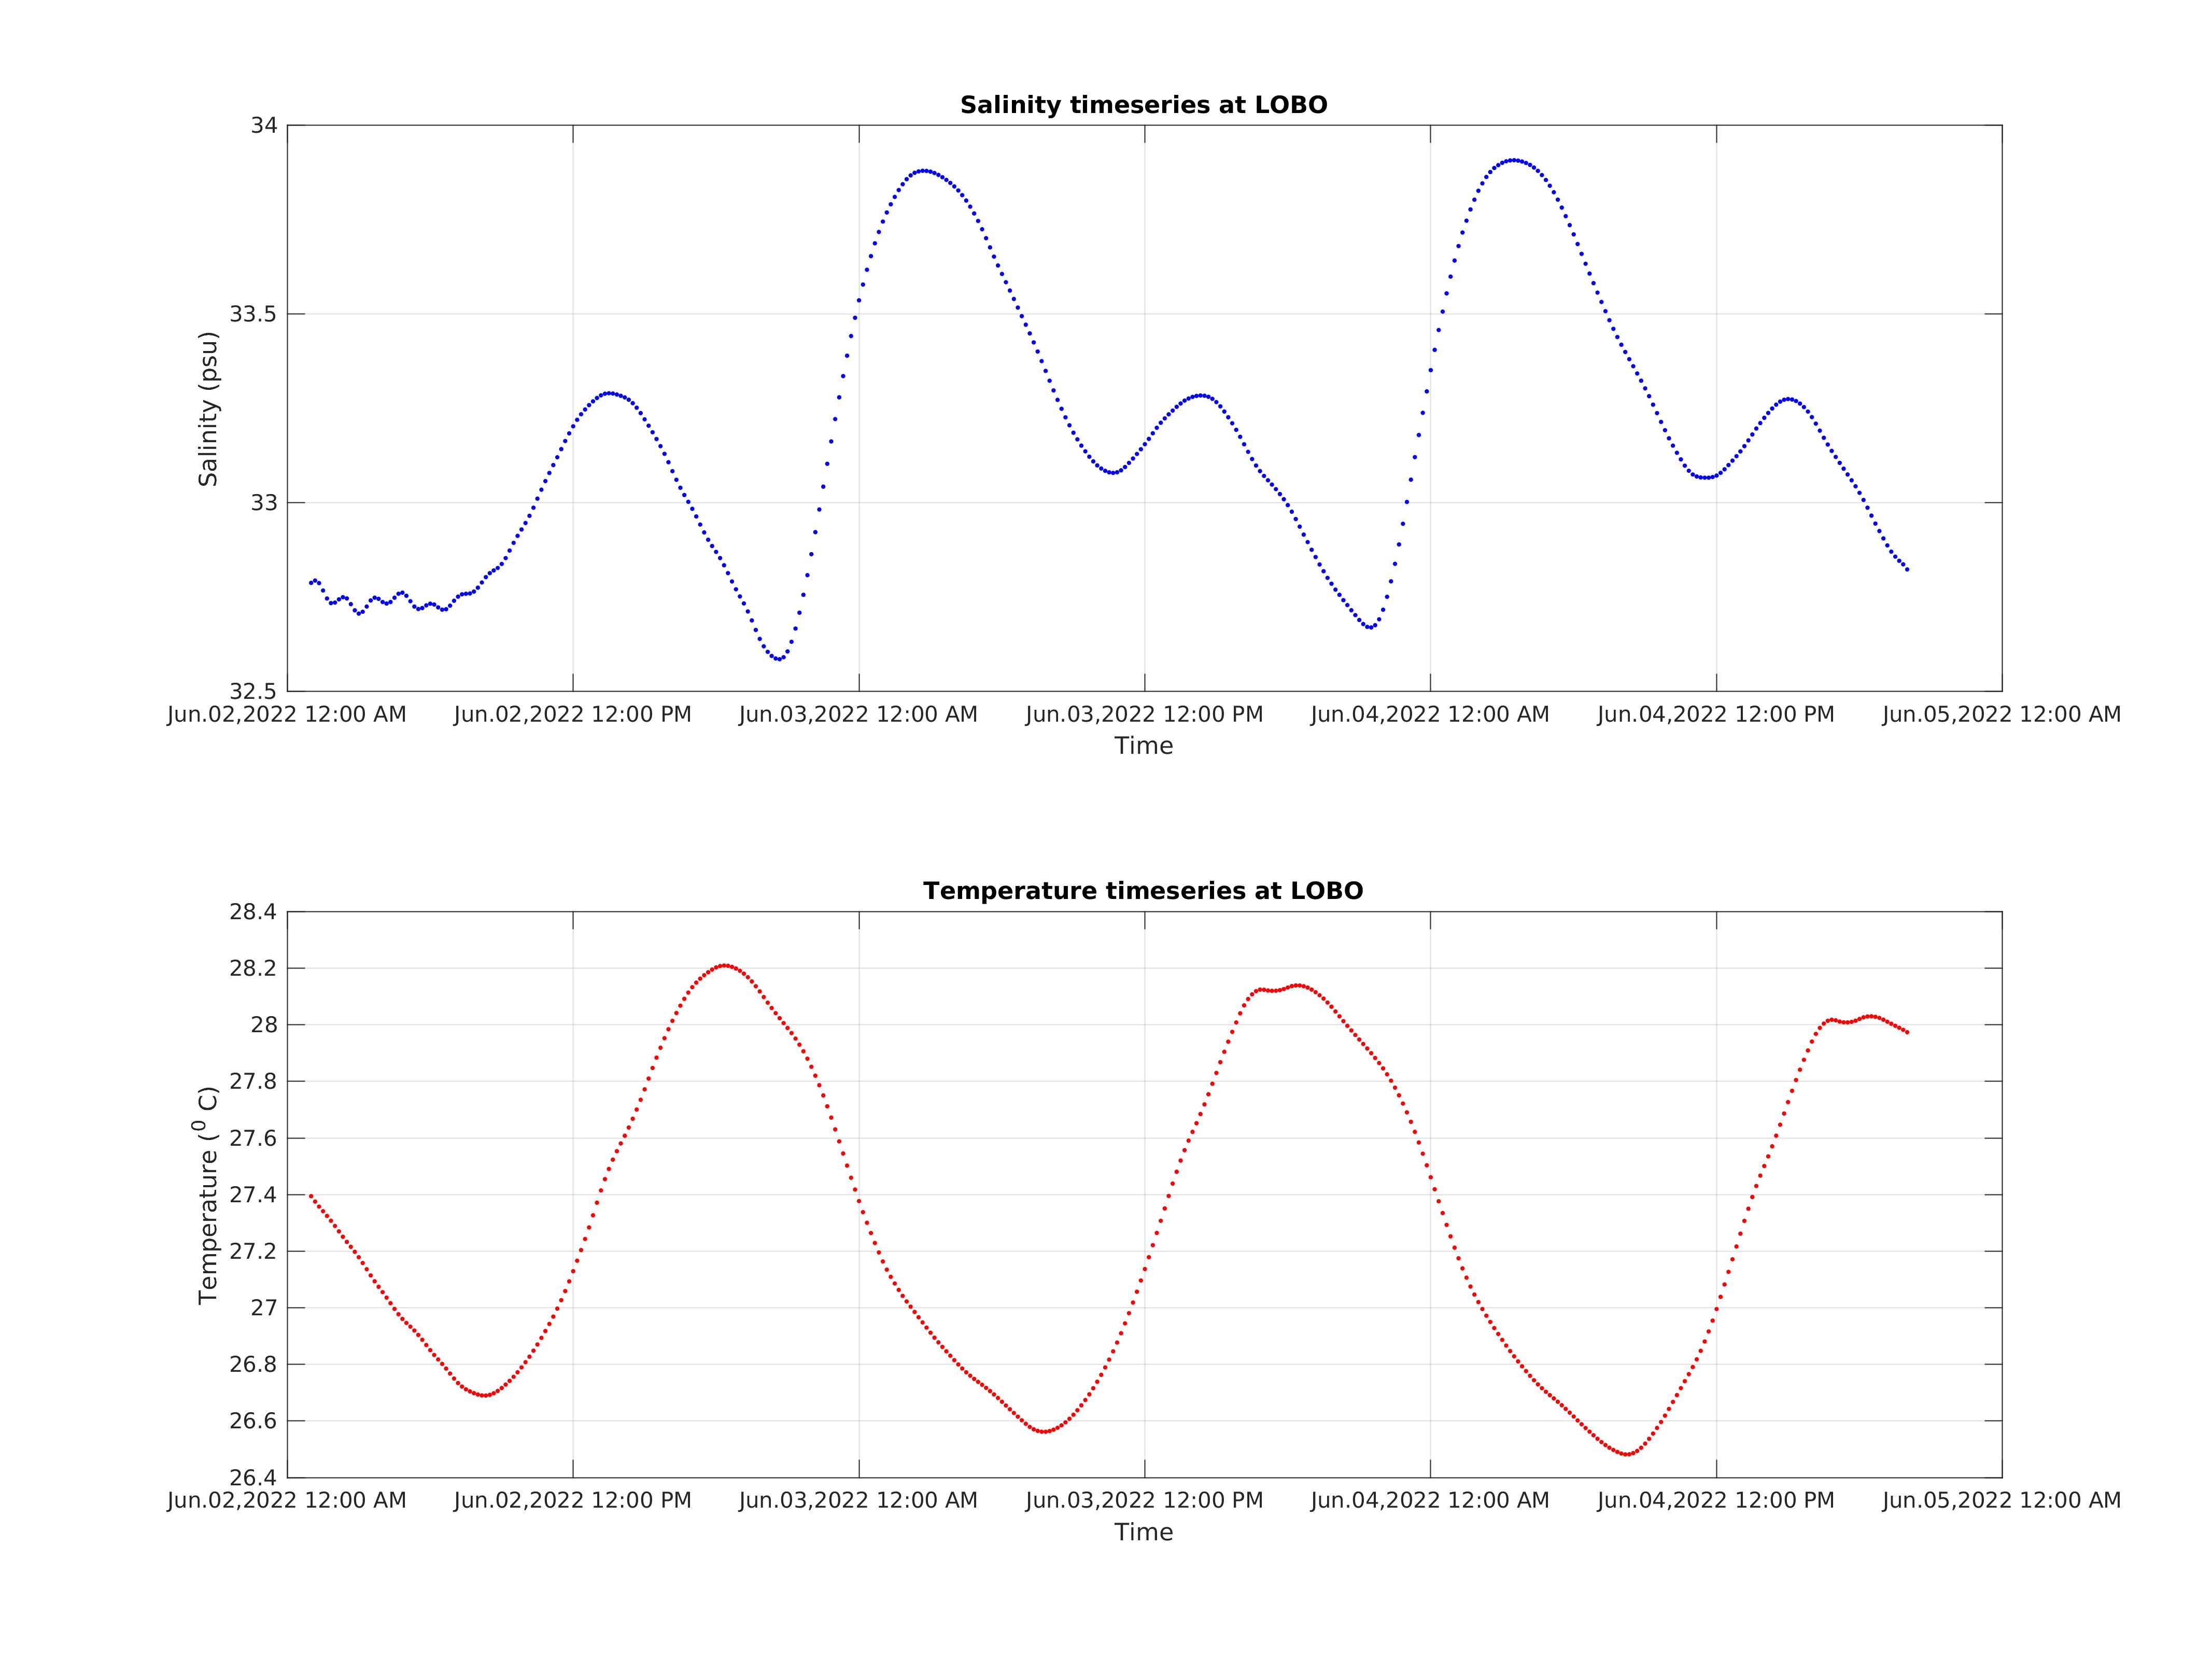 Salinity timeseries at LOBO
34
33.5
33
32.5
Salinity (psu)
Jun.02,2022 12:00 AM Jun.02,2022 12:00 PM Jun.03,2022 12:00 AM Jun.03,2022 12:00 PM Jun.04,2022 12:00 AM Jun.04,2022 12:00 PM Jun.05,2022 12:00 AM
Time
Temperature timeseries at LOBO
28.4
28.2
28
27.8
27.6
27.4
27.2
27
26.8
26.6
26.4
Temperature (⁰ C)
Jun.02,2022 12:00 AM Jun.02,2022 12:00 PM Jun.03,2022 12:00 AM Jun.03,2022 12:00 PM Jun.04,2022 12:00 AM Jun.04,2022 12:00 PM Jun.05,2022 12:00 AM
Time